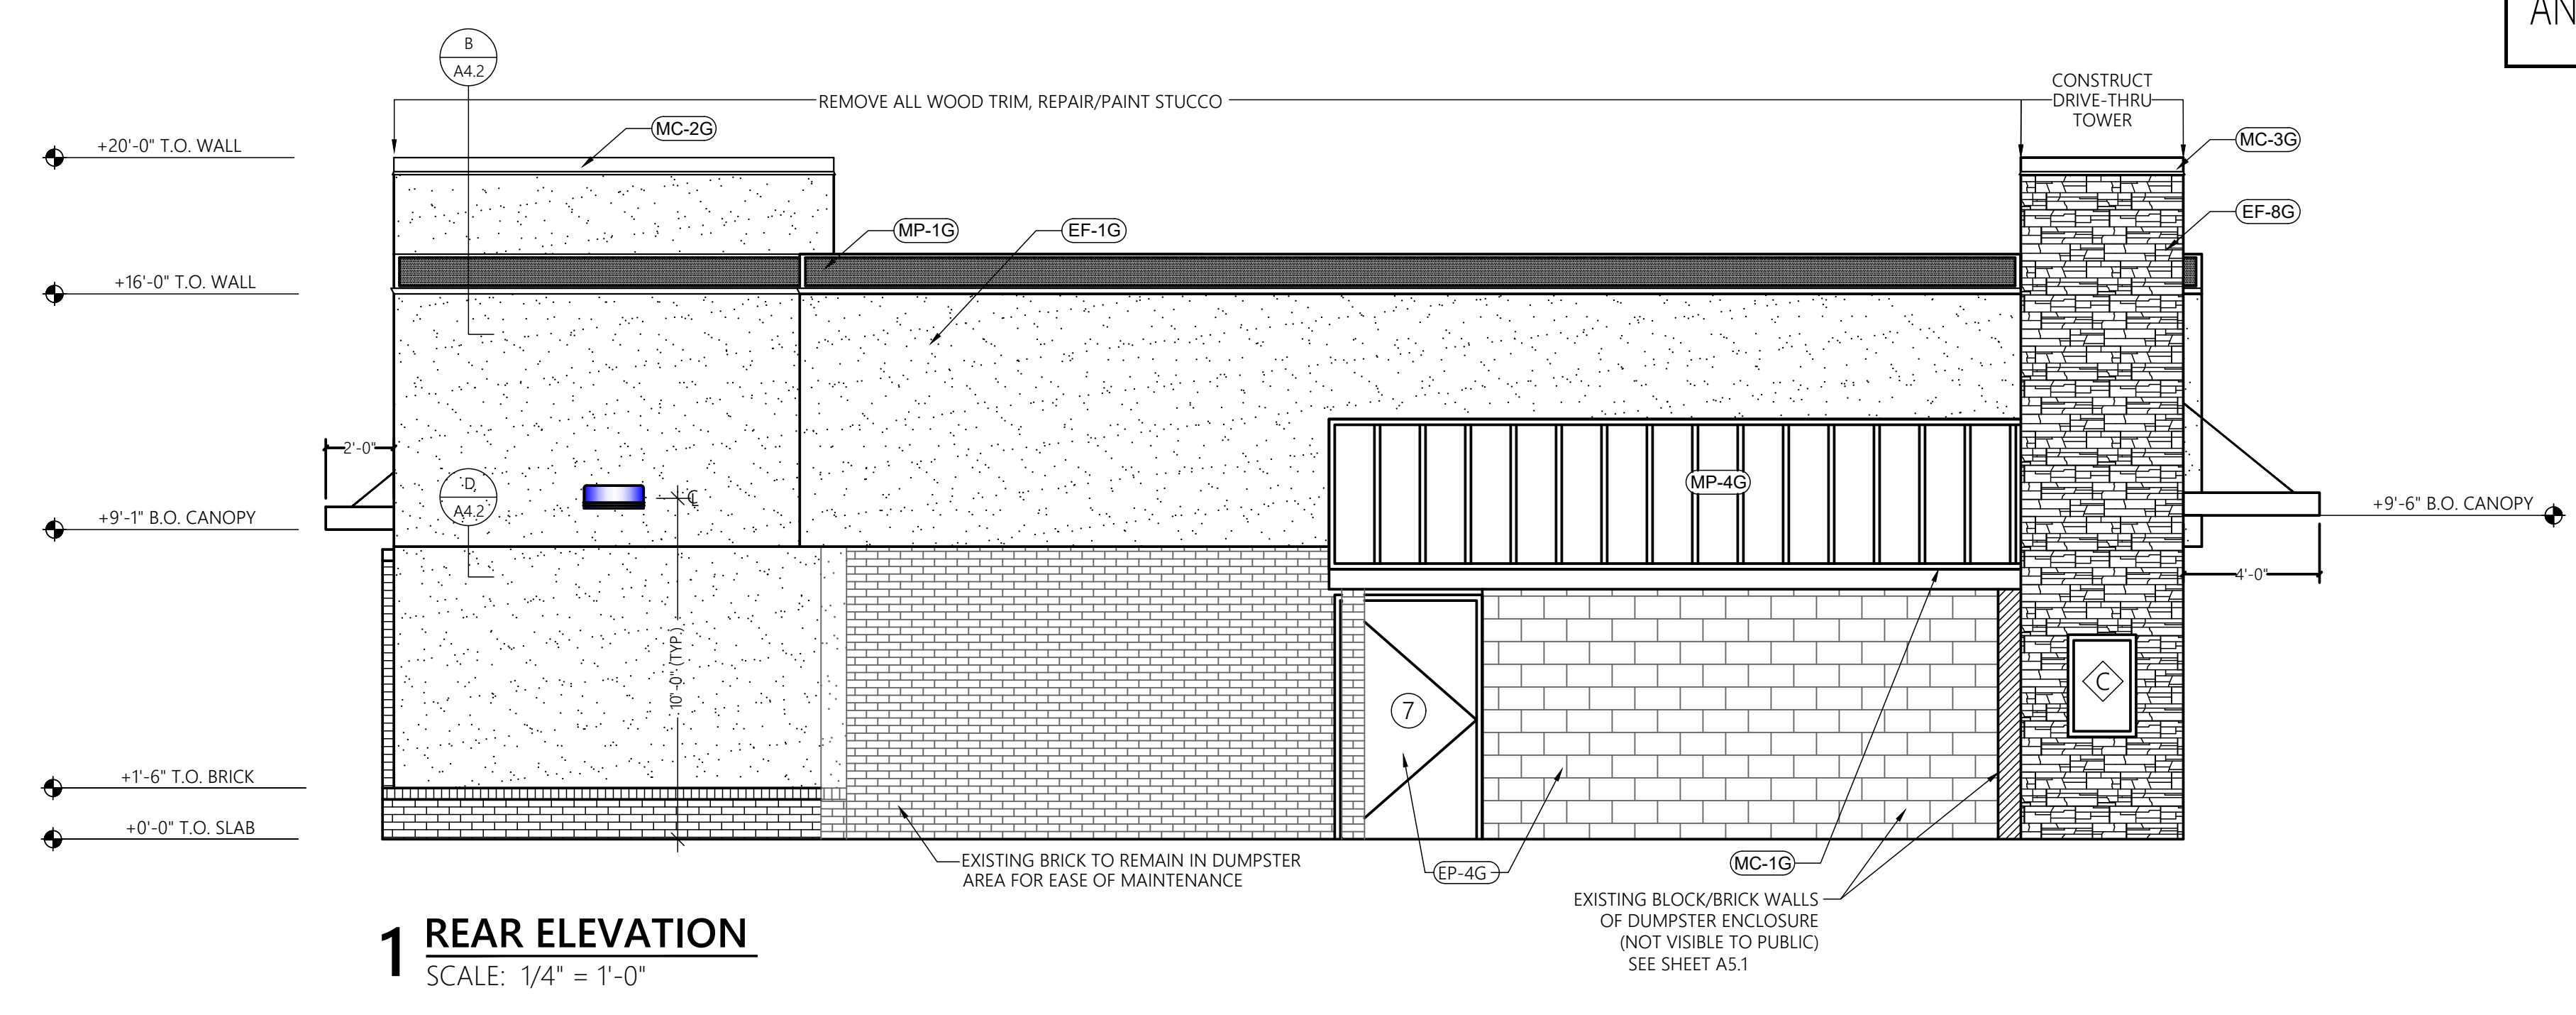 AN
B
A4.2
REMOVE ALL WOOD TRIM, REPAIR/PAINT STUCCO
CONSTRUCT
DRIVE-THRU
TOWER
MC-2G
MC-3G
+20'-0" T.O. WALL
EF-8G
MP-1G
EF-1G
+16'-0" T.O. WALL
2'-0"
D
A4.2
℄
MP-4G
+9'-1" B.O. CANOPY
+9'-6" B.O. CANOPY
4'-0"
10'-0" (TYP.)
7
C
+1'-6" T.O. BRICK
+0'-0" T.O. SLAB
EXISTING BRICK TO REMAIN IN DUMPSTER
AREA FOR EASE OF MAINTENANCE
EP-4G
MC-1G
EXISTING BLOCK/BRICK WALLS
OF DUMPSTER ENCLOSURE
(NOT VISIBLE TO PUBLIC)
SEE SHEET A5.1
1 REAR ELEVATION
SCALE: 1/4" = 1'-0"